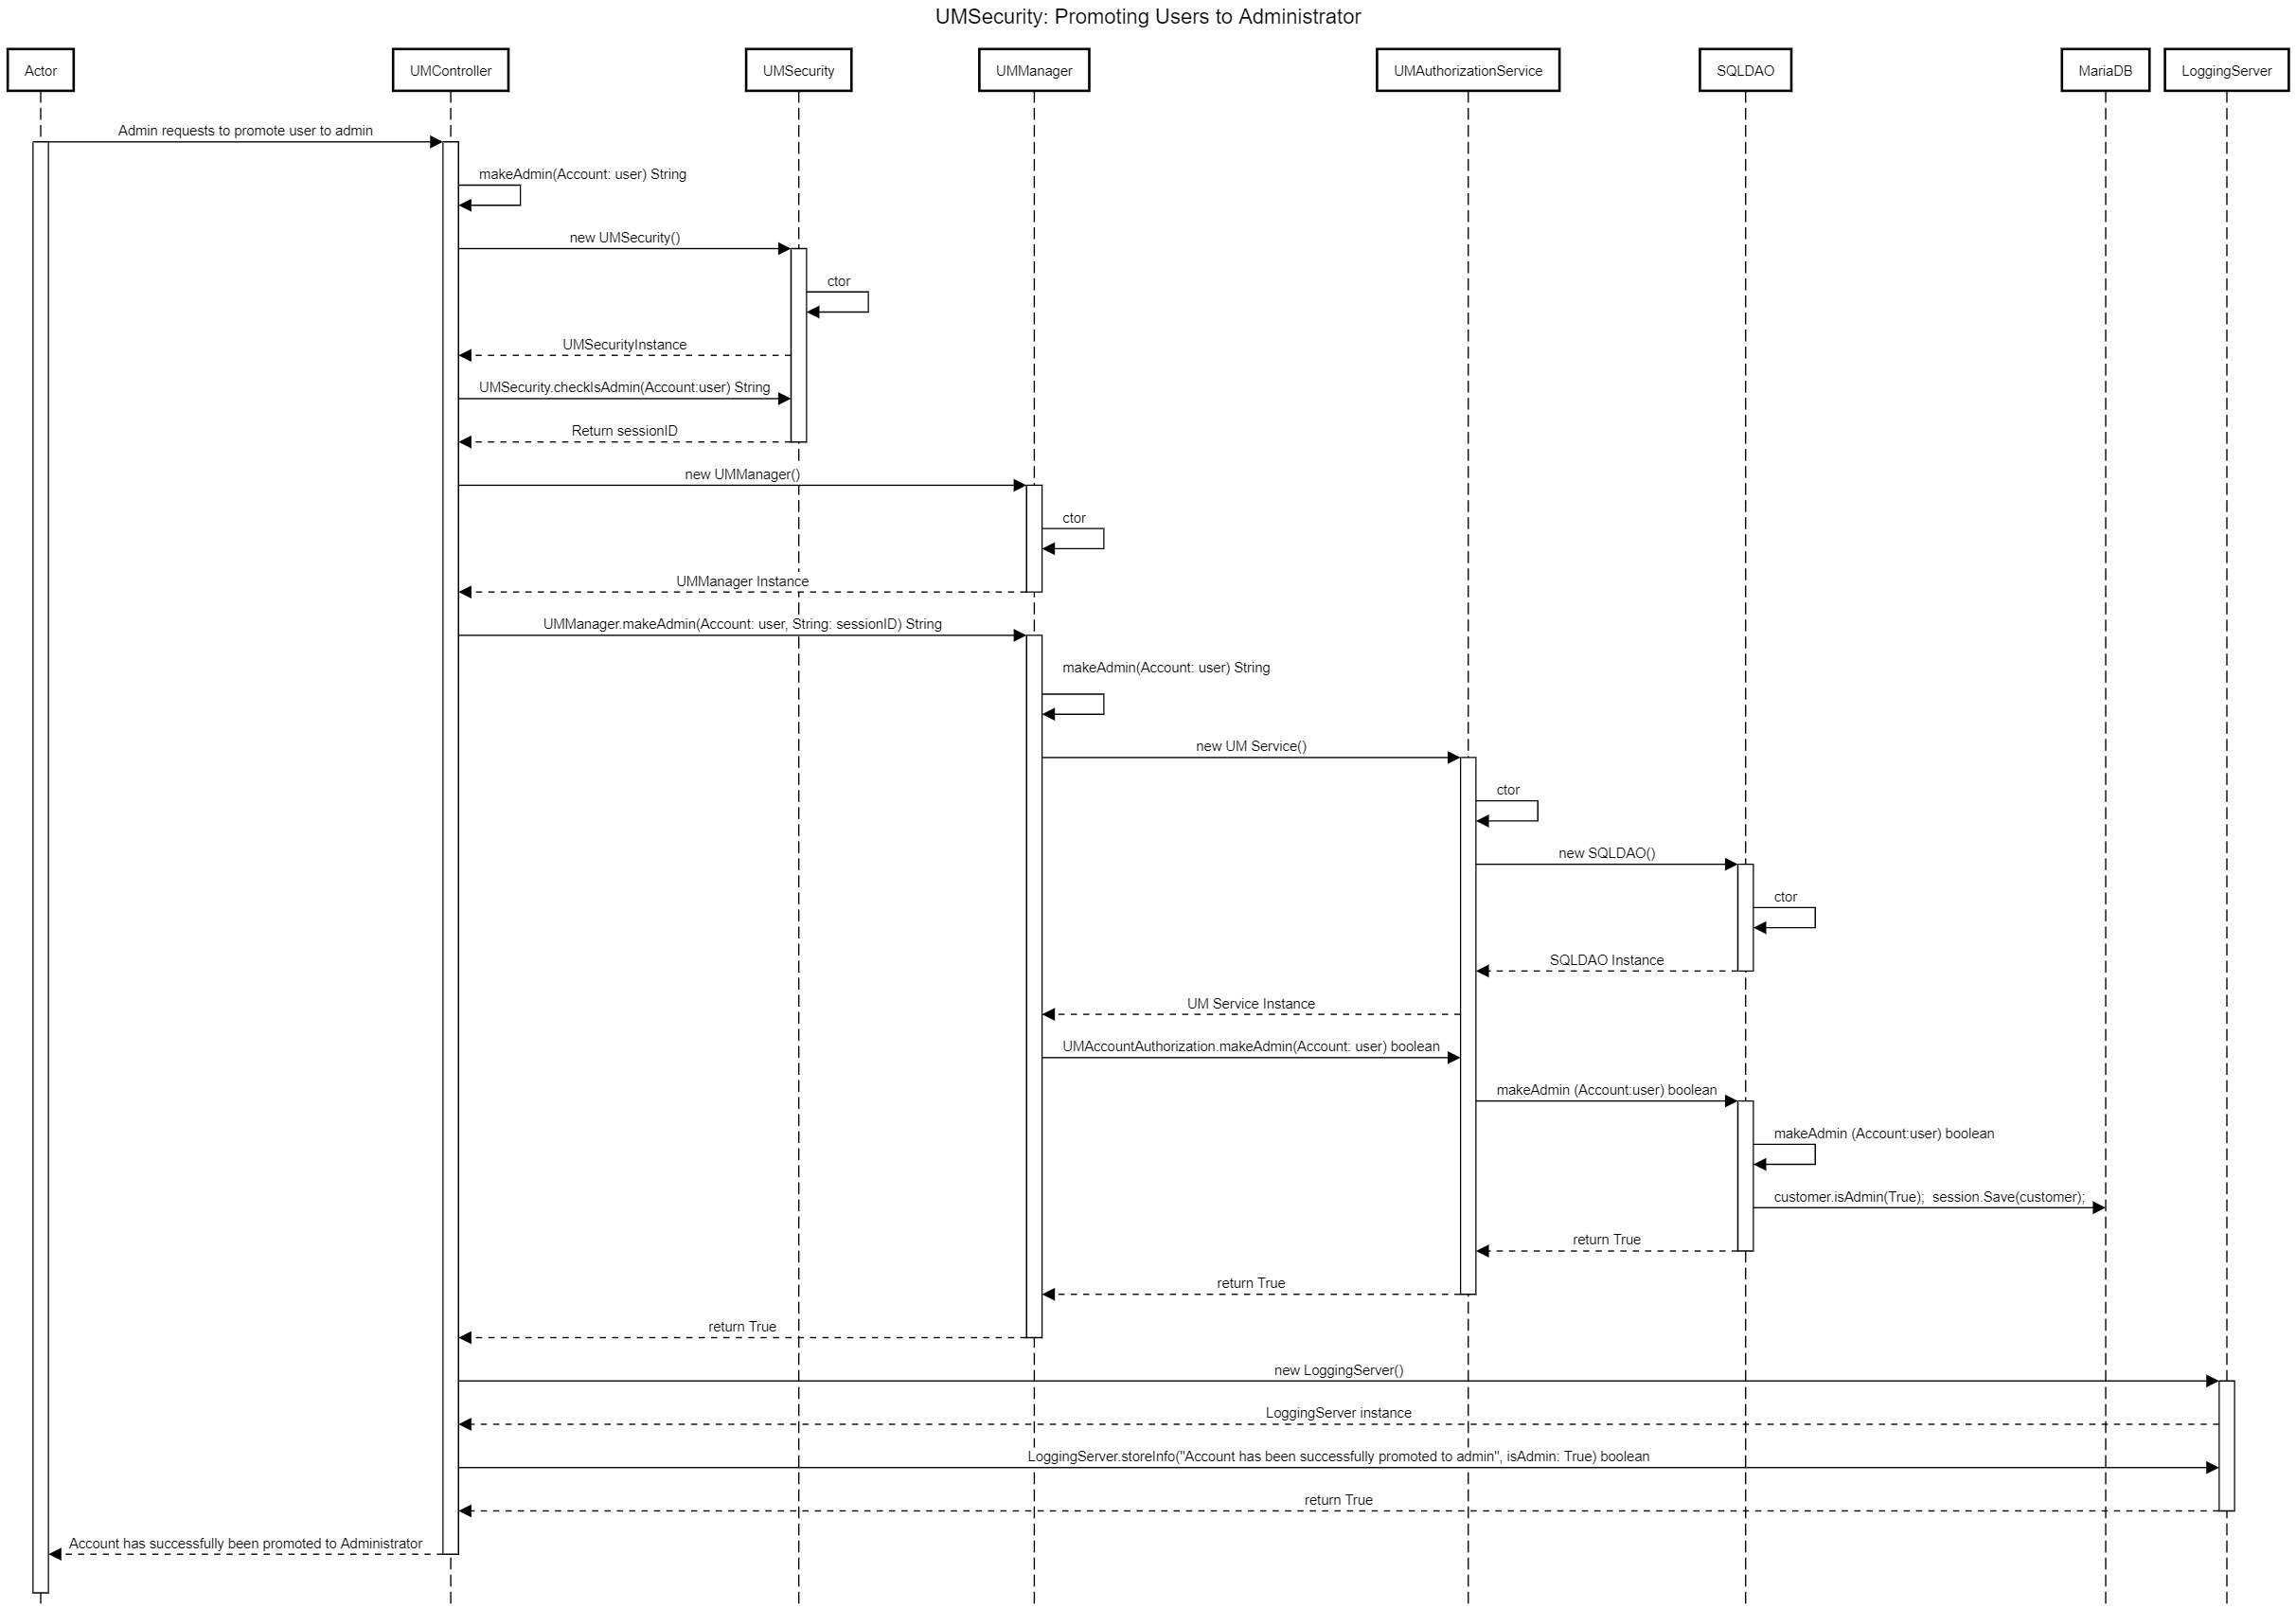 UMSecurity: Promoting Users to Administrator
Actor
UMController
UMSecurity
UMManager
UMAuthorizationService
SQLDAO
MariaDB
LoggingServer
Admin requests to promote user to admin
makeAdmin(Account: user) String
new UMSecurity()
ctor
UMSecurityInstance
UMSecurity.checkIsAdmin(Account:user) String
Return sessionID
new UMManager()
ctor
UMManager Instance
UMManager.makeAdmin(Account: user, String: sessionID) String
makeAdmin(Account: user) String
new UM Service()
ctor
new SQLDAO()
ctor
SQLDAO Instance
UM Service Instance
UMAccountAuthorization.makeAdmin(Account: user) boolean
makeAdmin (Account:user) boolean
makeAdmin (Account:user) boolean
customer.isAdmin(True);  session.Save(customer);
return True
return True
return True
new LoggingServer()
LoggingServer instance
LoggingServer.storeInfo("Account has been successfully promoted to admin", isAdmin: True) boolean
return True
Account has successfully been promoted to Administrator